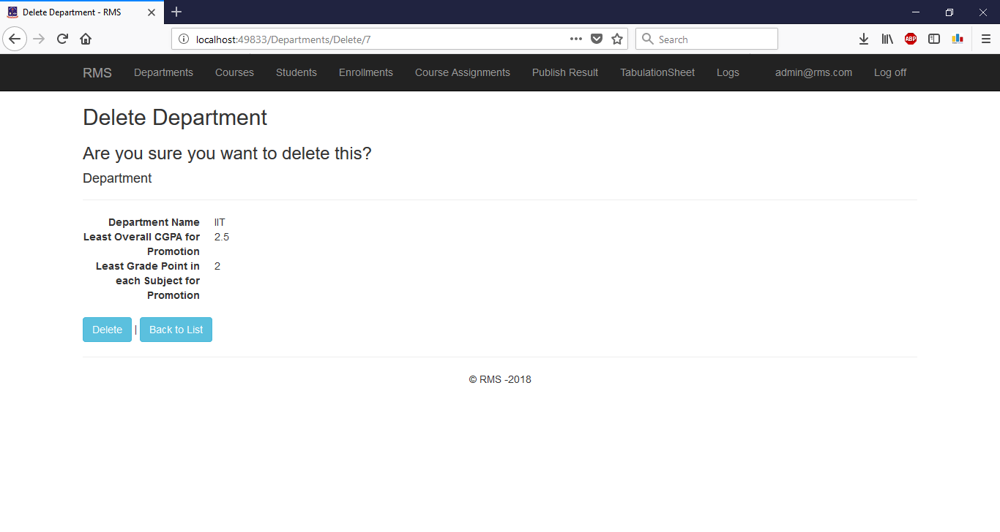 Delete Department - RMS
localhost:49833/Departments/Delete/7
Search
ABP
RMS Departments Courses Students Enrollments Course Assignments Publish Result TabulationSheet Logs admin@rms.com Log off
Delete Department
Are you sure you want to delete this?
Department
Department Name IIT
Least Overall CGPA for 2.5
Promotion
Least Grade Point in 2
each Subject for
Promotion
Delete | Back to List
© RMS -2018